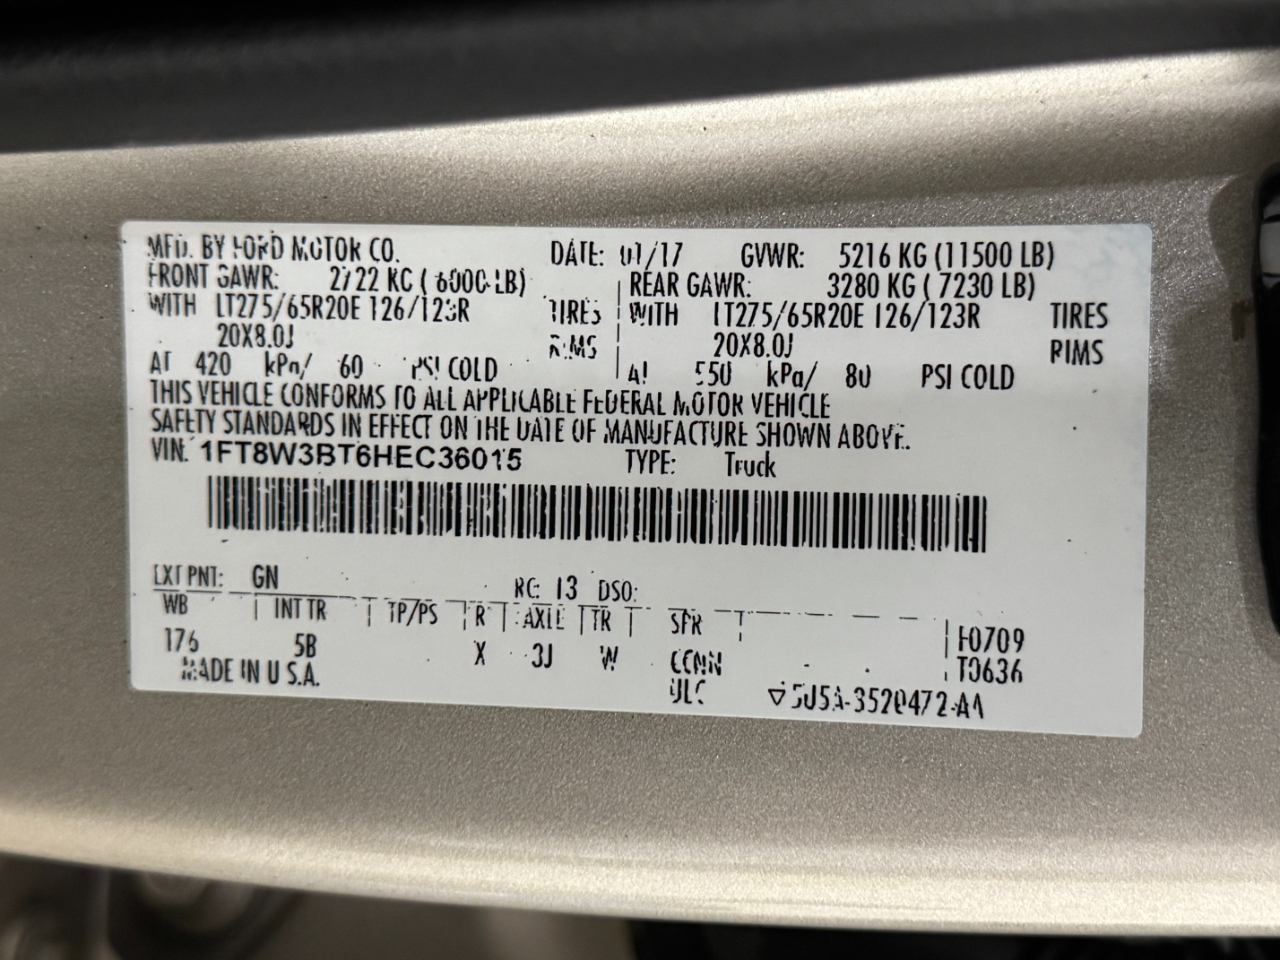 MFD. BY FORD MOTOR CO. DATE: 01/17 GVWR: 5216 KG (11500 LB)
FRONT GAWR: 2722 KG ( 6000 LB) REAR GAWR: 3280 KG ( 7230 LB)
WITH LT275/65R20E 126/123R TIRES WITH LT275/65R20E 126/123R TIRES
20X8.0J RIMS 20X8.0J RIMS
AT 420 kPa/ 60 PSI COLD AT 550 kPa/ 80 PSI COLD
THIS VEHICLE CONFORMS TO ALL APPLICABLE FEDERAL MOTOR VEHICLE
SAFETY STANDARDS IN EFFECT ON THE DATE OF MANUFACTURE SHOWN ABOVE.
VIN: 1FT8W3BT6HEC36015 TYPE: Truck
EXT PNT: GN RC: 13 DSO:
WB INT TR TP/PS R AXLE TR SPR F0709
176 5B X 3J W CCMN T0636
MADE IN U.S.A. ULC 5U5A-3520472-AA